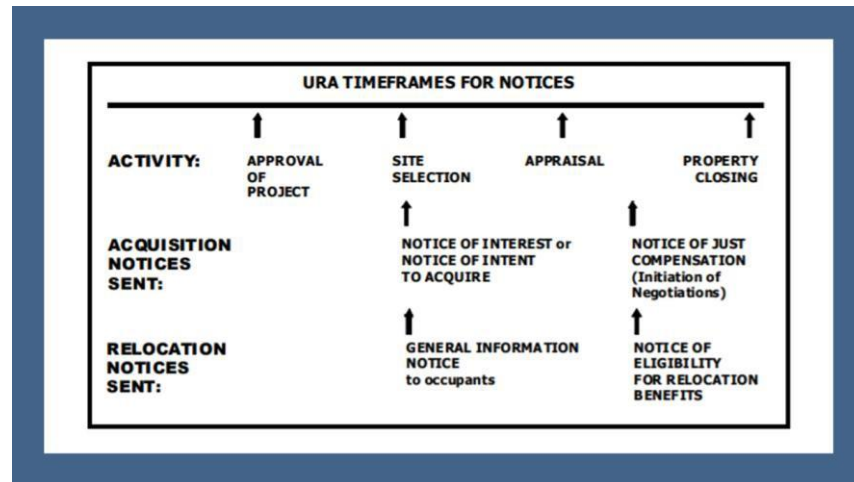 URA TIMEFRAMES FOR NOTICES
ACTIVITY:
APPROVAL
OF
PROJECT
SITE
SELECTION
APPRAISAL
PROPERTY
CLOSING
ACQUISITION
NOTICES
SENT:
NOTICE OF INTEREST or
NOTICE OF INTENT
TO ACQUIRE
NOTICE OF JUST
COMPENSATION
(Initiation of
Negotiations)
RELOCATION
NOTICES
SENT:
GENERAL INFORMATION
NOTICE
to occupants
NOTICE OF
ELIGIBILITY
FOR RELOCATION
BENEFITS